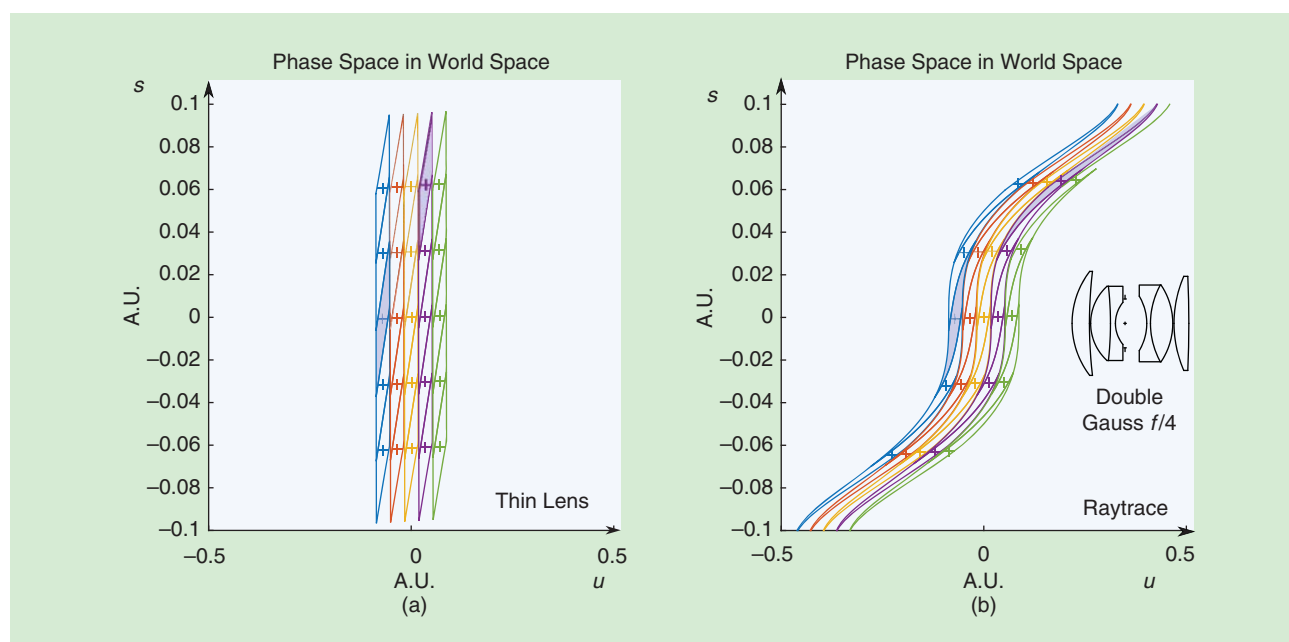 Phase Space in World Space
s
0.1
0.08
0.06
0.04
0.02
0
–0.02
–0.04
–0.06
–0.08
–0.1
A.U.
Thin Lens
–0.5
0
0.5
A.U.
u
(a)
Phase Space in World Space
s
0.1
0.08
0.06
0.04
0.02
0
–0.02
–0.04
–0.06
–0.08
–0.1
A.U.
Double
Gauss f/4
Raytrace
–0.5
0
0.5
A.U.
u
(b)